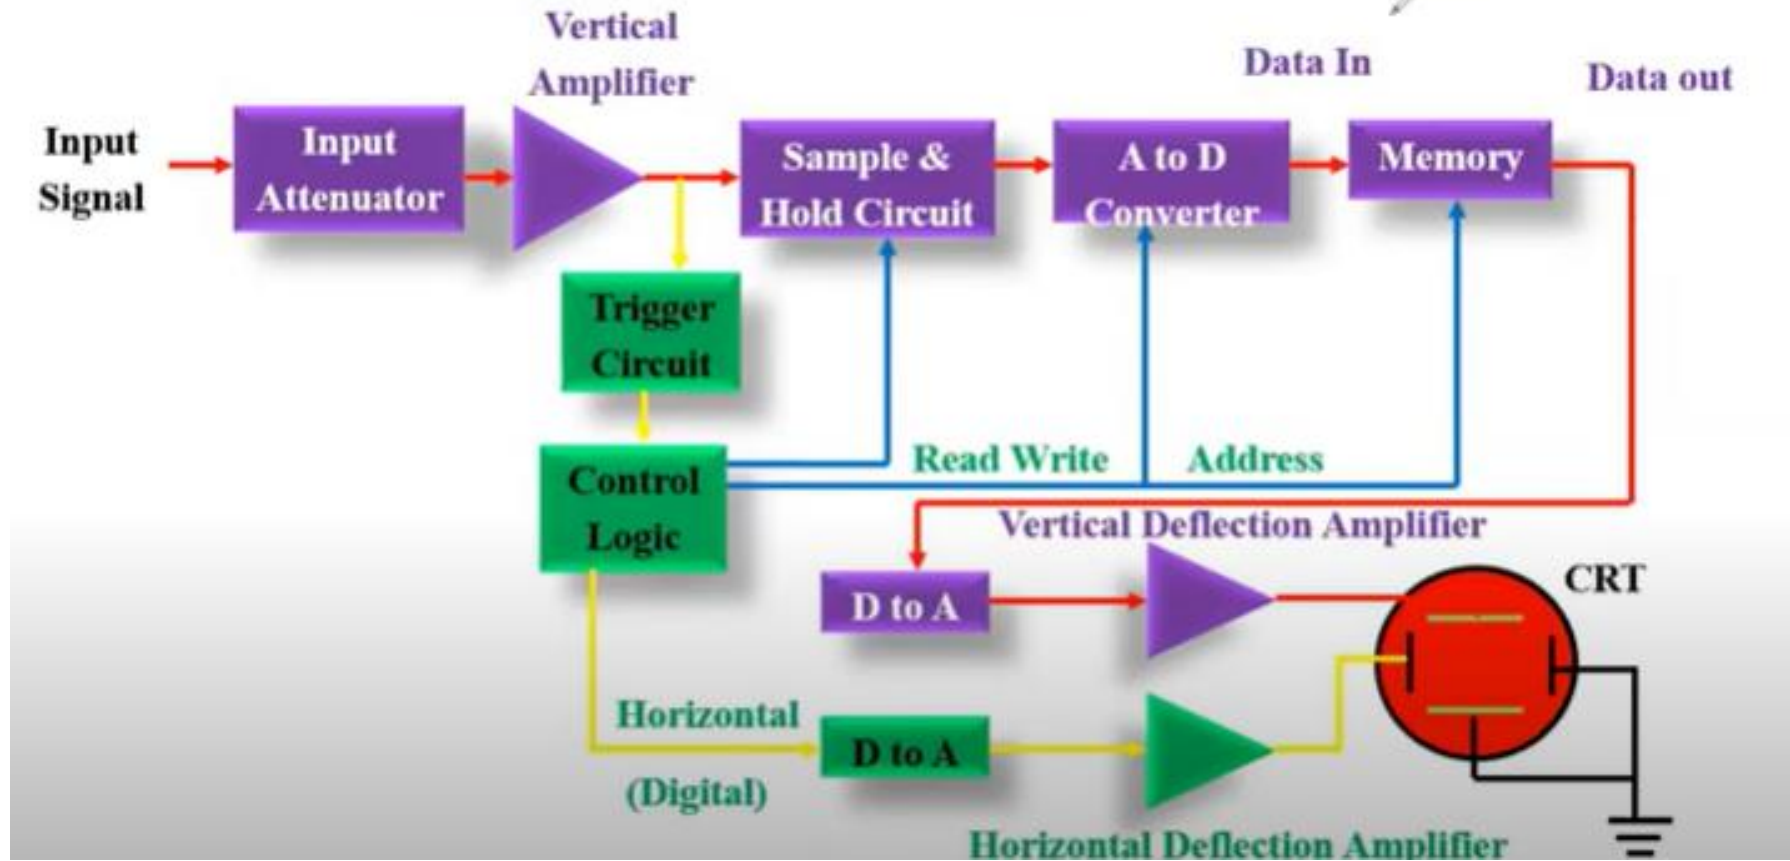 Vertical
Amplifier
Data In
Data out
Input
Signal
Input
Attenuator
Sample &
Hold Circuit
A to D
Converter
Memory
Trigger
Circuit
Control
Logic
Read Write
Address
Vertical Deflection Amplifier
CRT
D to A
Horizontal
(Digital)
D to A
Horizontal Deflection Amplifier